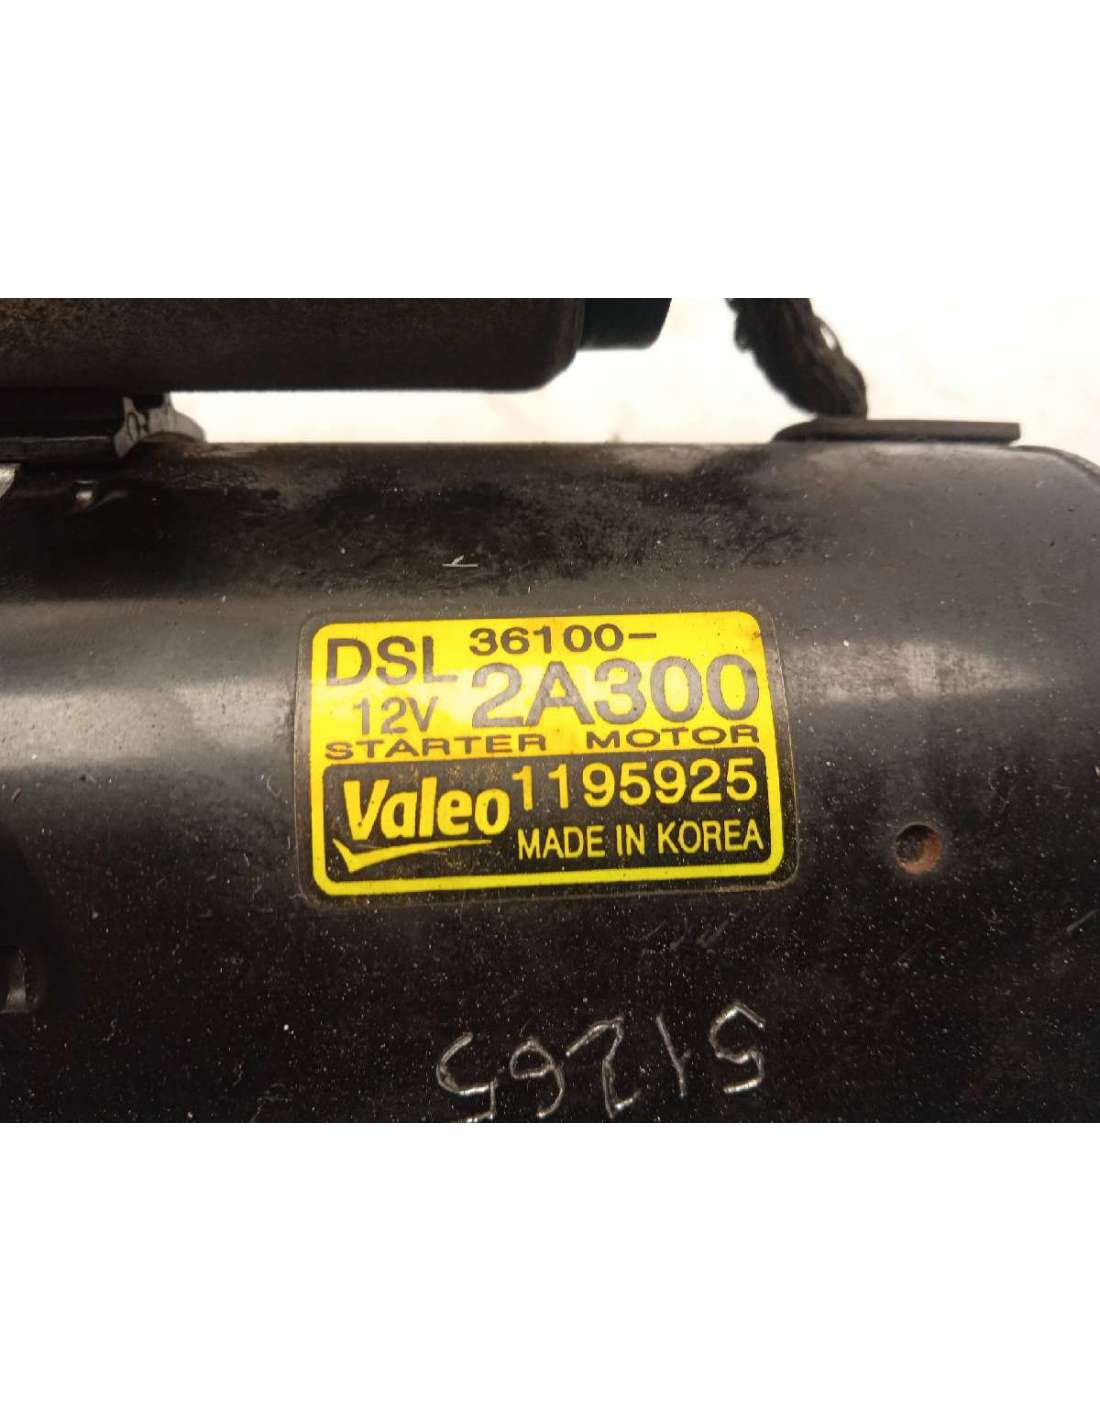 DSL 36100-
12V 2A300
STARTER MOTOR
Valeo 1195925
MADE IN KOREA
51265